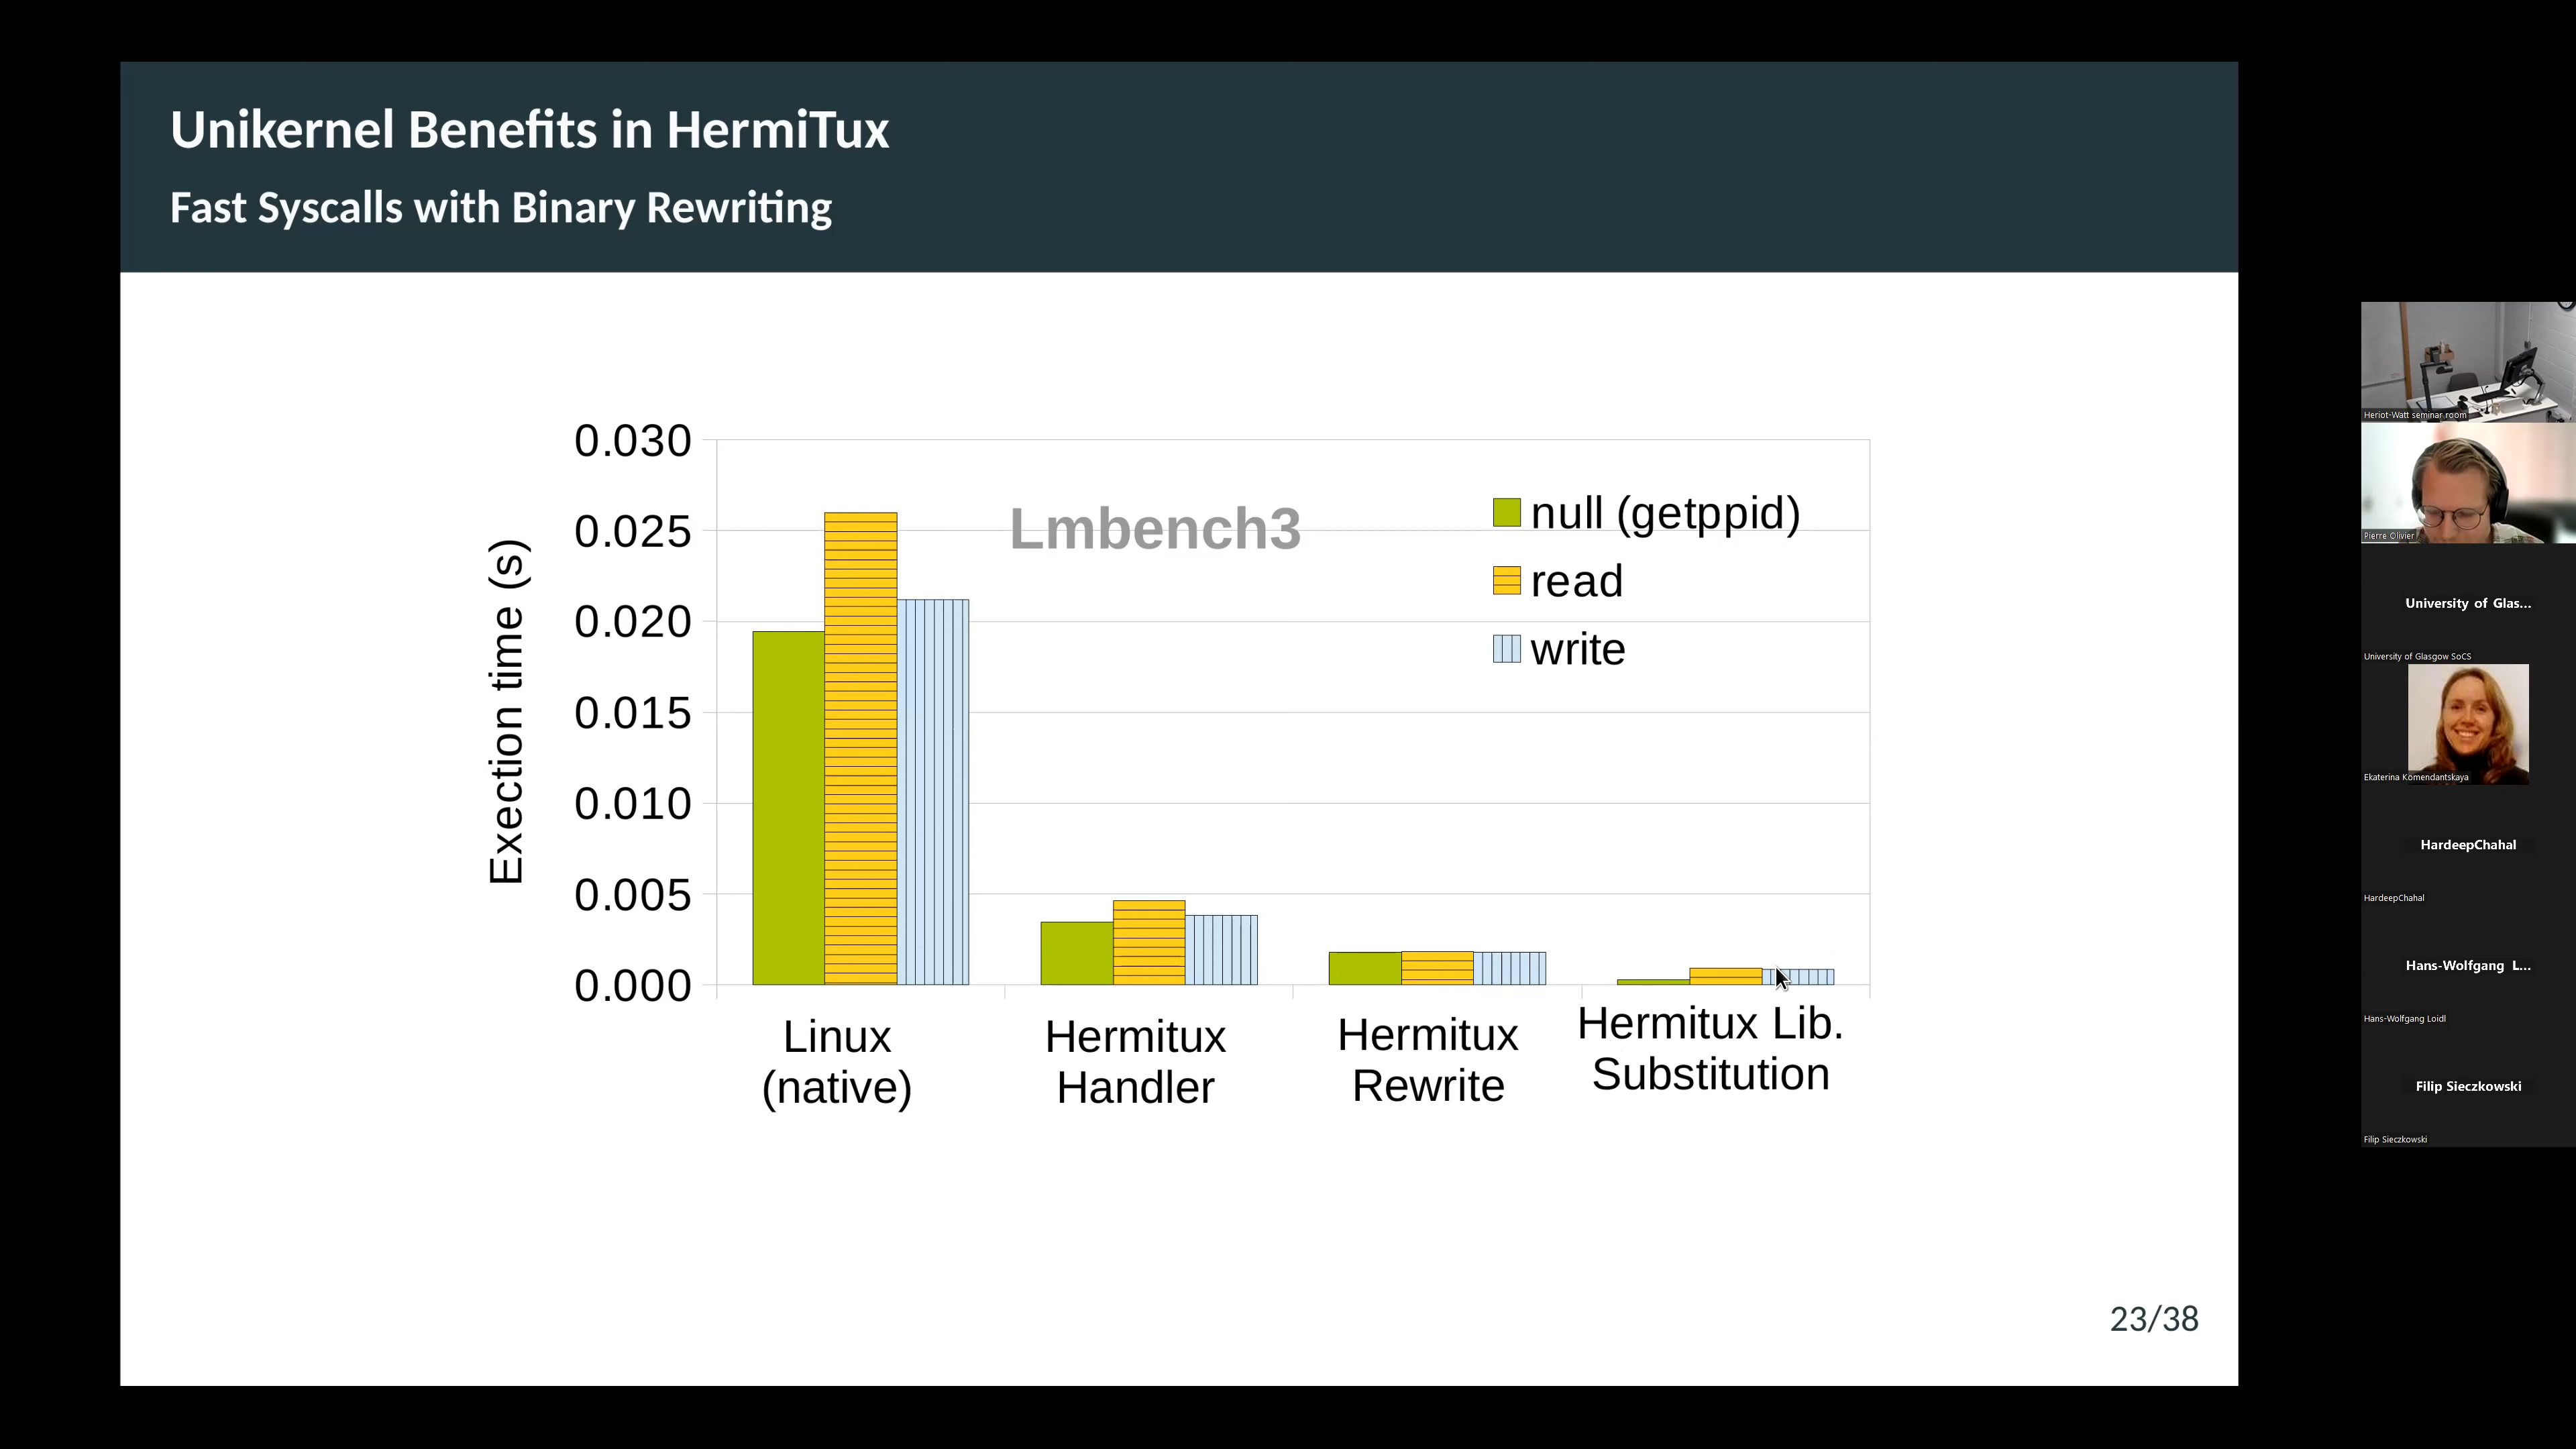 Unikernel Benefits in HermiTux
Fast Syscalls with Binary Rewriting
Exection time (s)
0.030
0.025
0.020
0.015
0.010
0.005
0.000
Lmbench3
null (getppid)
read
write
Linux
(native)
Hermitux
Handler
Hermitux
Rewrite
Hermitux Lib.
Substitution
23/38
Heriot-Watt seminar room
Pierre Olivier
University of Glas...
University of Glasgow SoCS
Ekaterina Komendantskaya
HardeepChahal
HardeepChahal
Hans-Wolfgang L...
Hans-Wolfgang Loidl
Filip Sieczkowski
Filip Sieczkowski